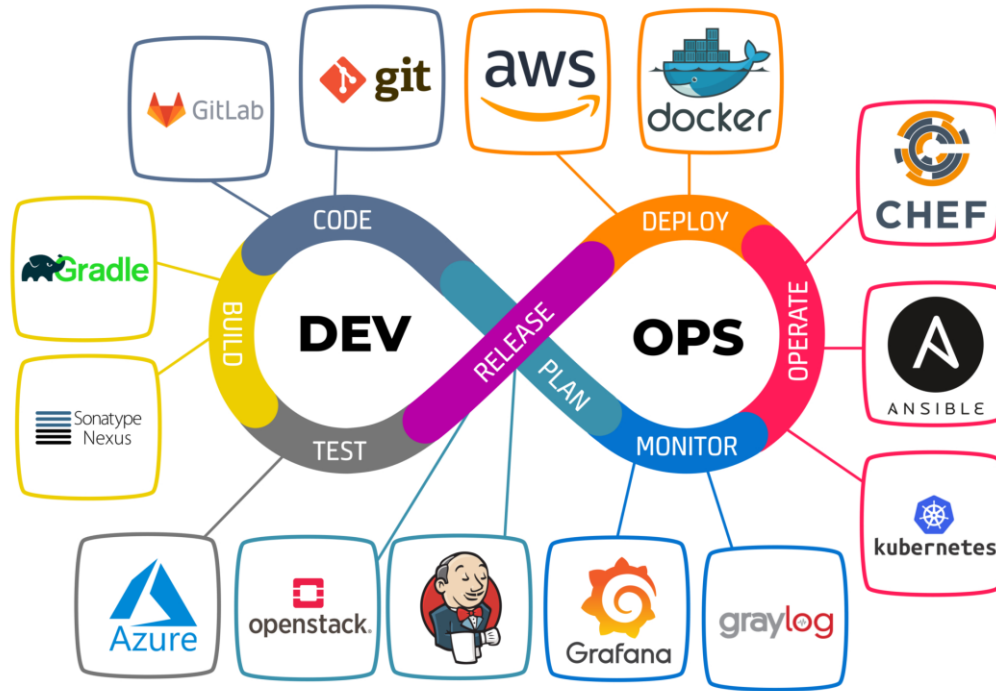 GitLab
git
aws
docker
CHEF
CODE
DEPLOY
Gradle
BUILD
DEV
RELEASE
OPS
OPERATE
PLAN
ANSIBLE
Sonatype
Nexus
TEST
MONITOR
kubernetes
Azure
openstack.
Grafana
graylog